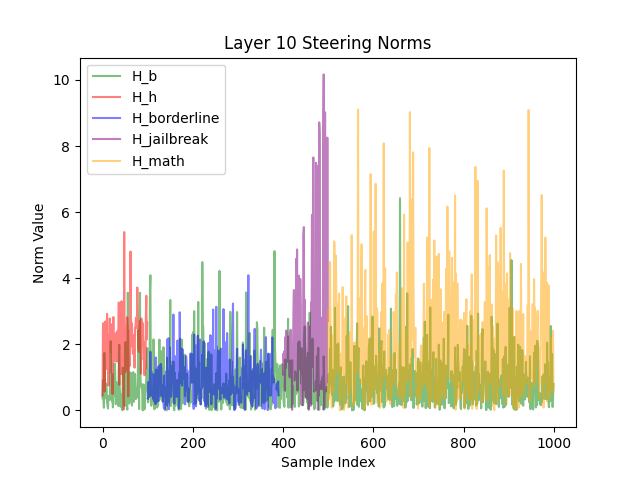 Layer 10 Steering Norms
H_b
H_h
H_borderline
H_jailbreak
H_math
Norm Value
10
8
6
4
2
0
0
200
400
600
800
1000
Sample Index